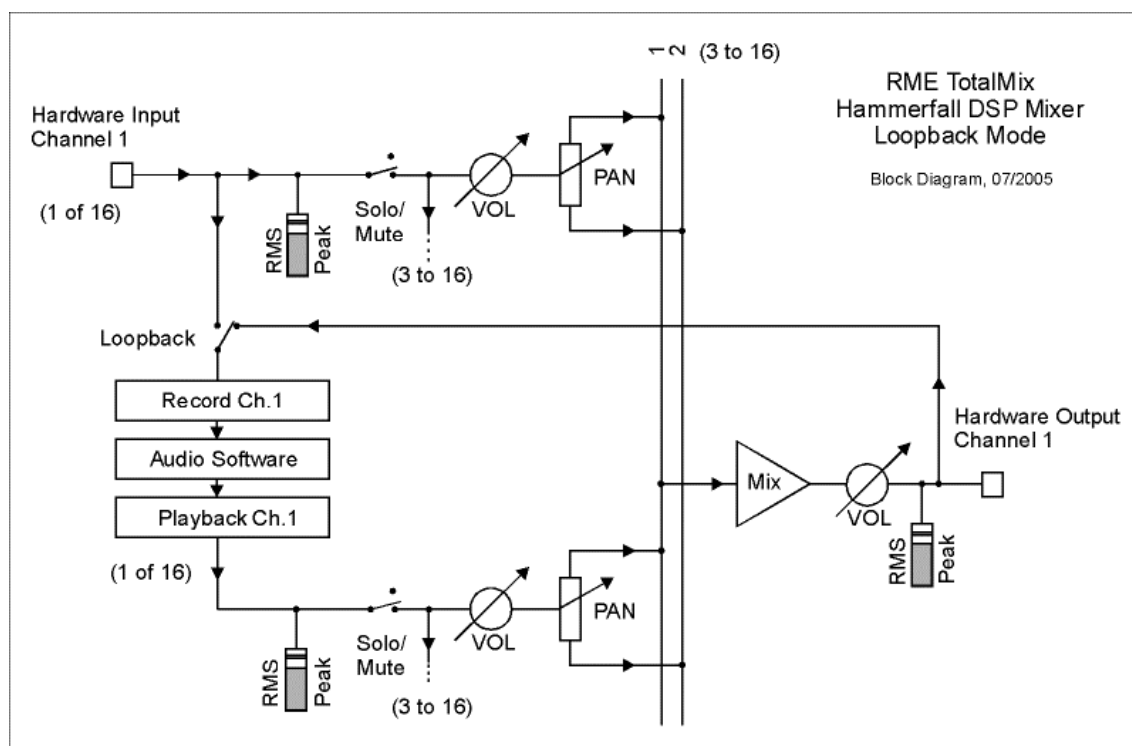 1
2
(3 to 16)
RME TotalMix
Hammerfall DSP Mixer
Loopback Mode
Block Diagram, 07/2005
Hardware Input
Channel 1
(1 of 16)
RMS
Peak
Solo/
Mute
(3 to 16)
VOL
PAN
Loopback
Record Ch.1
Audio Software
Playback Ch.1
(1 of 16)
RMS
Peak
Solo/
Mute
(3 to 16)
VOL
PAN
Mix
VOL
Hardware Output
Channel 1
RMS
Peak